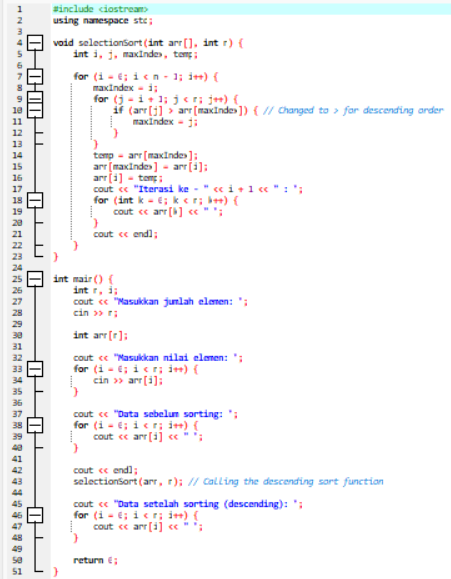 1 #include <iostream>
2 using namespace std;
3
4 void selectionSort(int arr[], int n) {
5 int i, j, maxIndex, temp;
6
7 for (i = 0; i < n - 1; i++) {
8 maxIndex = i;
9 for (j = i + 1; j < n; j++) {
10 if (arr[j] > arr[maxIndex]) { // Changed to > for descending order
11 maxIndex = j;
12 }
13 }
14 temp = arr[maxIndex];
15 arr[maxIndex] = arr[i];
16 arr[i] = temp;
17 cout << "Iterasi ke - " << i + 1 << " : ";
18 for (int k = 0; k < n; k++) {
19 cout << arr[k] << " ";
20 }
21 cout << endl;
22 }
23 }
24
25 int main() {
26 int n, i;
27 cout << "Masukkan jumlah elemen: ";
28 cin >> n;
29
30 int arr[n];
31
32 cout << "Masukkan nilai elemen: ";
33 for (i = 0; i < n; i++) {
34 cin >> arr[i];
35 }
36
37 cout << "Data sebelum sorting: ";
38 for (i = 0; i < n; i++) {
39 cout << arr[i] << " ";
40 }
41
42 cout << endl;
43 selectionSort(arr, n); // Calling the descending sort function
44
45 cout << "Data setelah sorting (descending): ";
46 for (i = 0; i < n; i++) {
47 cout << arr[i] << " ";
48 }
49
50 return 0;
51 }